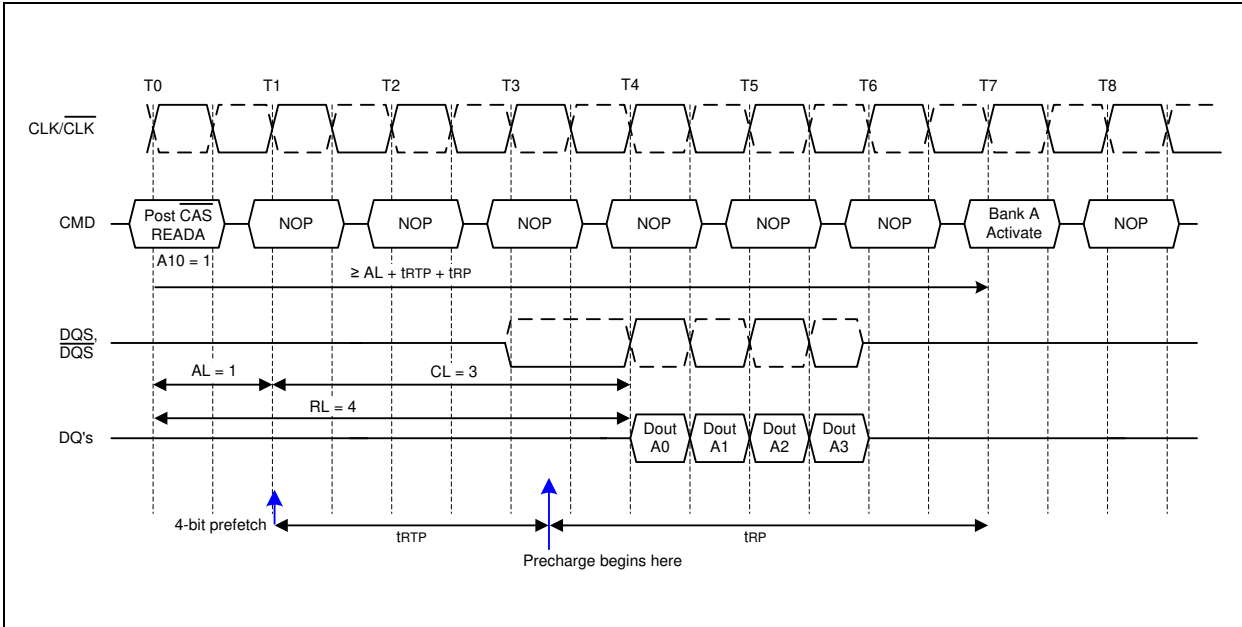 T0 T1 T2 T3 T4 T5 T6 T7 T8
CLK/CLK
CMD
Post CAS
READA
NOP
NOP
NOP
NOP
NOP
NOP
Bank A
Activate
NOP
A10 = 1
≥ AL + tRTP + tRP
DQS,
DQS
AL = 1
CL = 3
RL = 4
DQ's
Dout
A0
Dout
A1
Dout
A2
Dout
A3
4-bit prefetch
tRTP
tRP
Precharge begins here